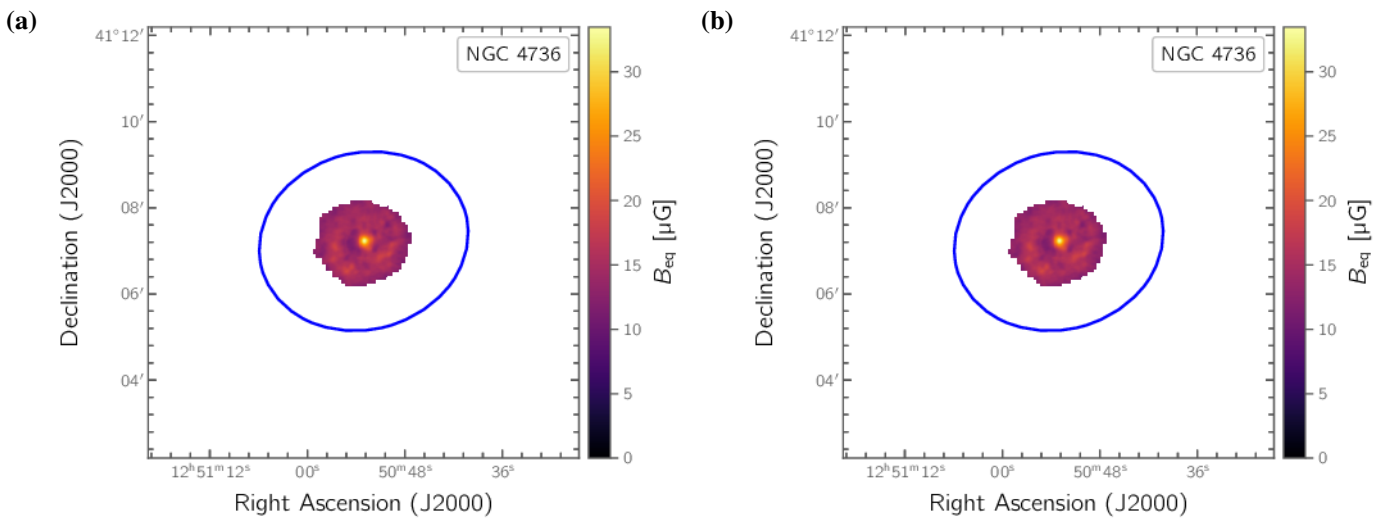 (a)
NGC 4736
41°12′
10′
08′
06′
04′
Declination (J2000)
12ʰ51ᵐ12ˢ
00ˢ
50ᵐ48ˢ
36ˢ
Right Ascension (J2000)
30
25
20
15
10
5
0
B_eq [µG]
(b)
NGC 4736
41°12′
10′
08′
06′
04′
Declination (J2000)
12ʰ51ᵐ12ˢ
00ˢ
50ᵐ48ˢ
36ˢ
Right Ascension (J2000)
30
25
20
15
10
5
0
B_eq [µG]